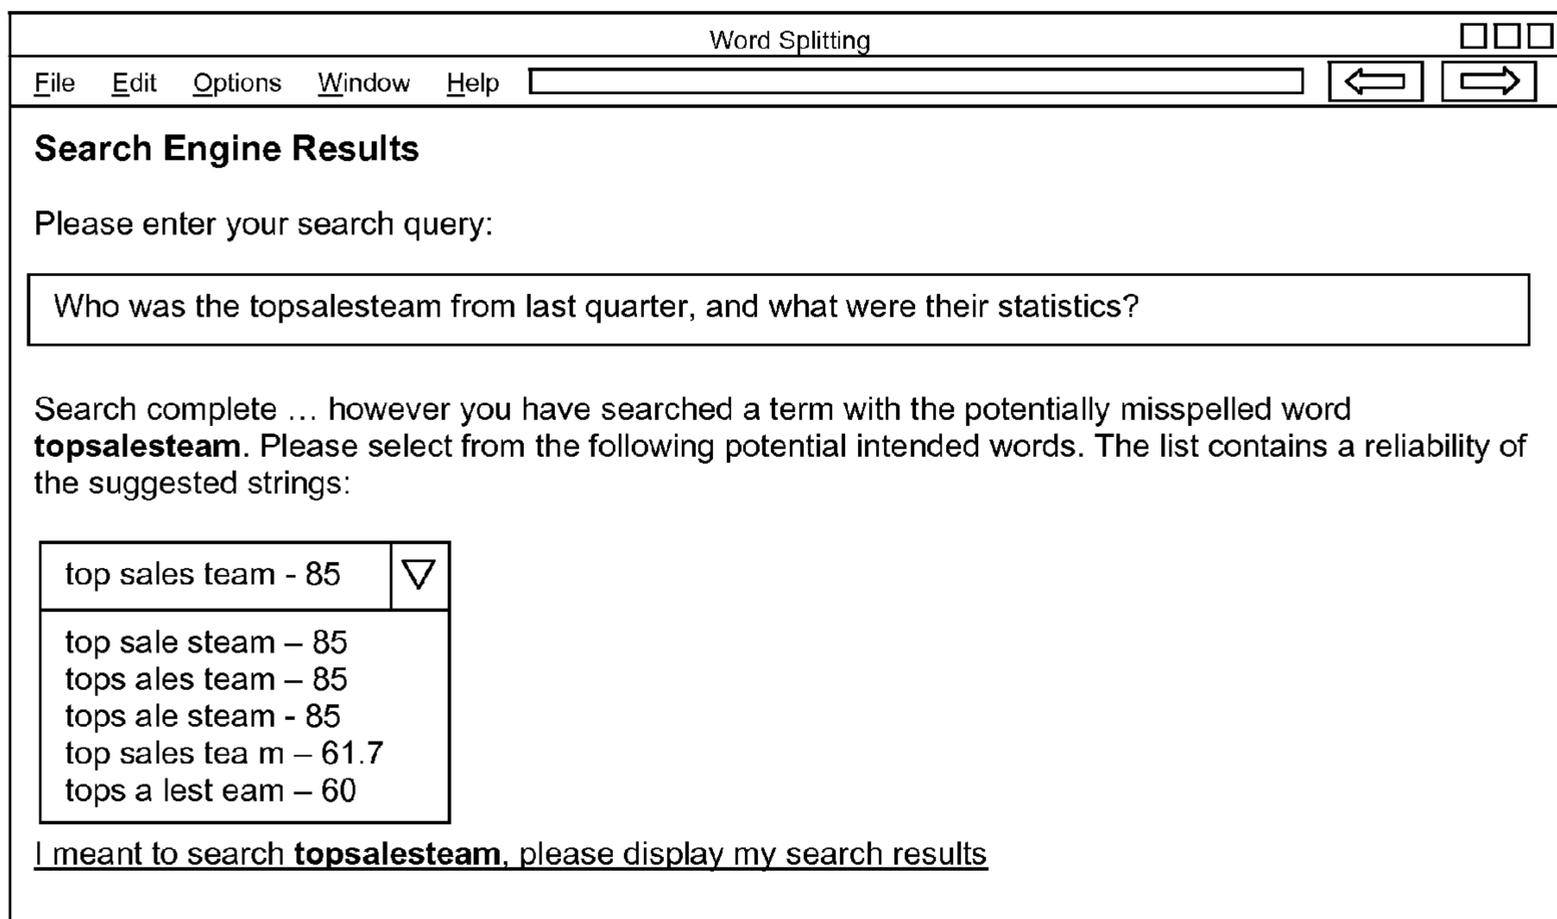 Word Splitting
File Edit Options Window Help
Search Engine Results
Please enter your search query:
Who was the topsalesteam from last quarter, and what were their statistics?
Search complete ... however you have searched a term with the potentially misspelled word
topsalesteam. Please select from the following potential intended words. The list contains a reliability of
the suggested strings:
top sales team - 85
top sale steam – 85
tops ales team – 85
tops ale steam - 85
top sales tea m – 61.7
tops a lest eam – 60
I meant to search topsalesteam, please display my search results